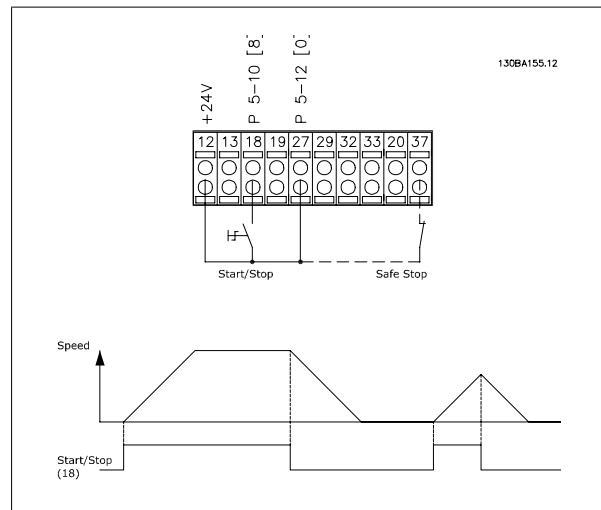 130BA155.12
+24V
P 5-10 [8]
P 5-12 [0]
12 13 18 19 27 29 32 33 20 37
Start/Stop
Safe Stop
Speed
Start/Stop
(18)